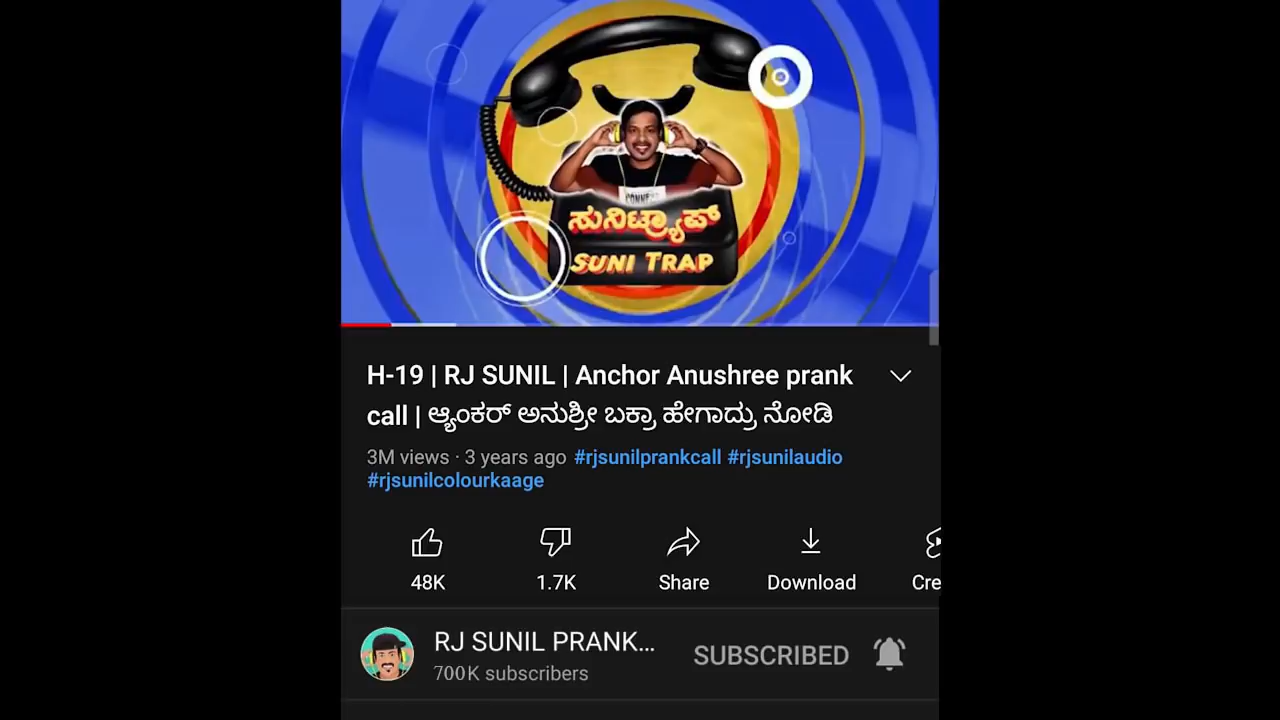 CONNE
ಸುನಿಟ್ರ್ಯಾಪ್
SUNI TRAP
H-19 | RJ SUNIL | Anchor Anushree prank
call | ಆ್ಯಂಕರ್ ಅನುಶ್ರೀ ಬಕ್ರಾ ಹೇಗಾದ್ರು ನೋಡಿ
3M views · 3 years ago #rjsunilprankcall #rjsunilaudio
#rjsunilcolourkaage
48K 1.7K Share Download Cre
RJ SUNIL PRANK... SUBSCRIBED
700K subscribers